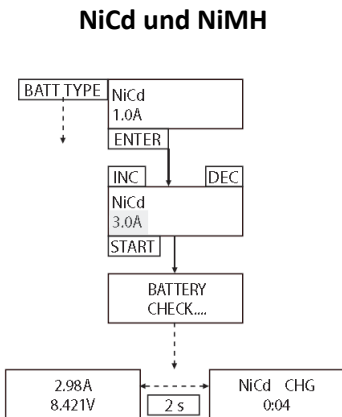 NiCd und NiMH
BATT TYPE
NiCd
1.0A
ENTER
INC
DEC
NiCd
3.0A
START
BATTERY
CHECK....
2.98A
8.421V
2 s
NiCd CHG
0:04